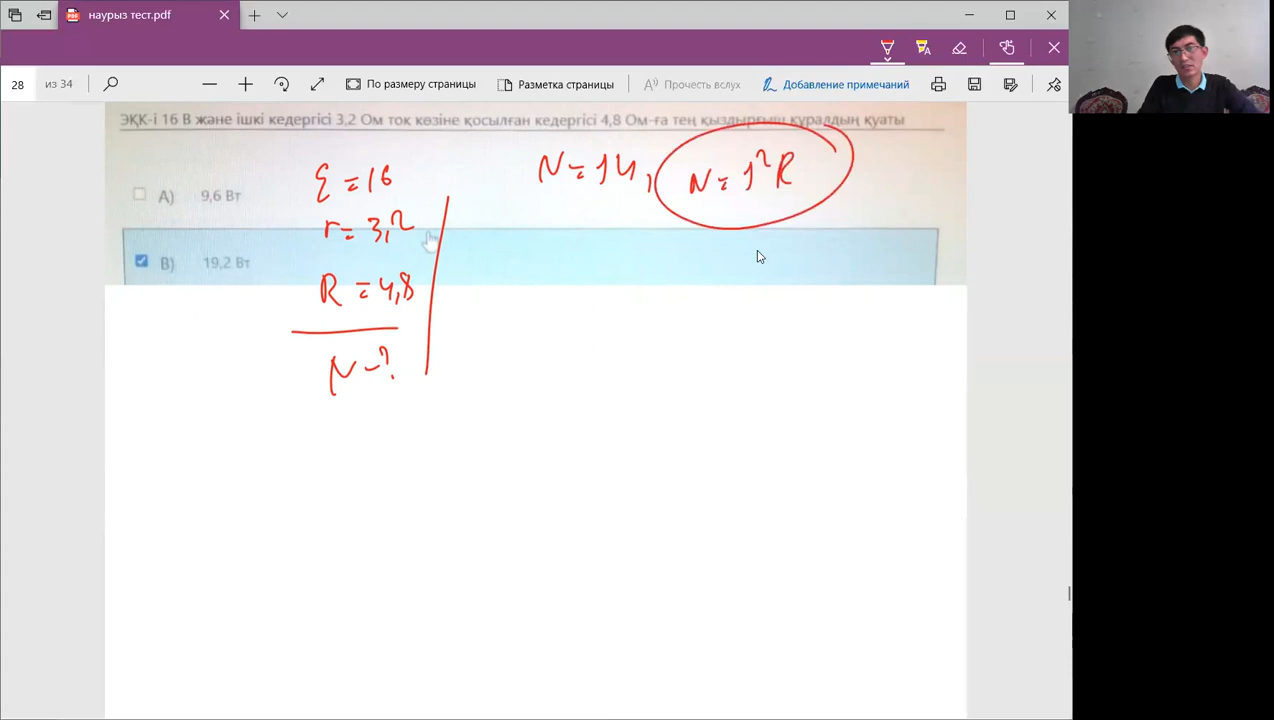 наурыз тест.pdf
28 из 34
По размеру страницы
Разметка страницы
Прочесть вслух
Добавление примечаний
ЭҚК-і 16 В және ішкі кедергісі 3,2 Ом ток көзіне қосылған кедергісі 4,8 Ом-ға тең қыздырғыш құралдың қуаты
A) 9,6 Вт
B) 19,2 Вт
ℰ = 16
r = 3,2
R = 4,8
N - ?
N = IU, N = I²R